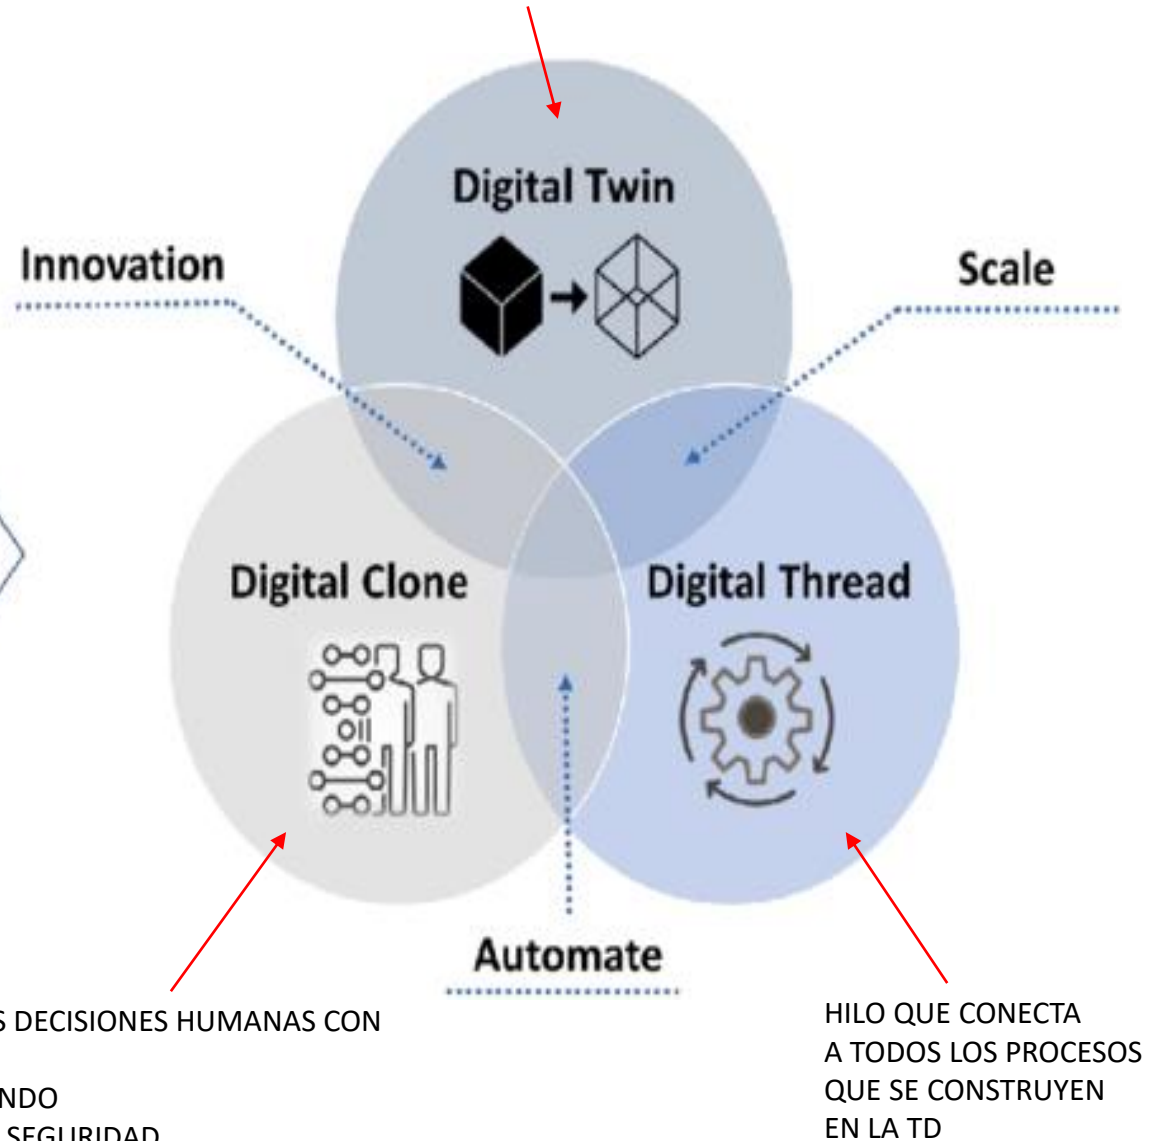 Digital Twin
Innovation
Scale
Digital Clone
Digital Thread
Automate
DECISIONES HUMANAS CON
NDO
SEGURIDAD
HILO QUE CONECTA
A TODOS LOS PROCESOS
QUE SE CONSTRUYEN
EN LA TD